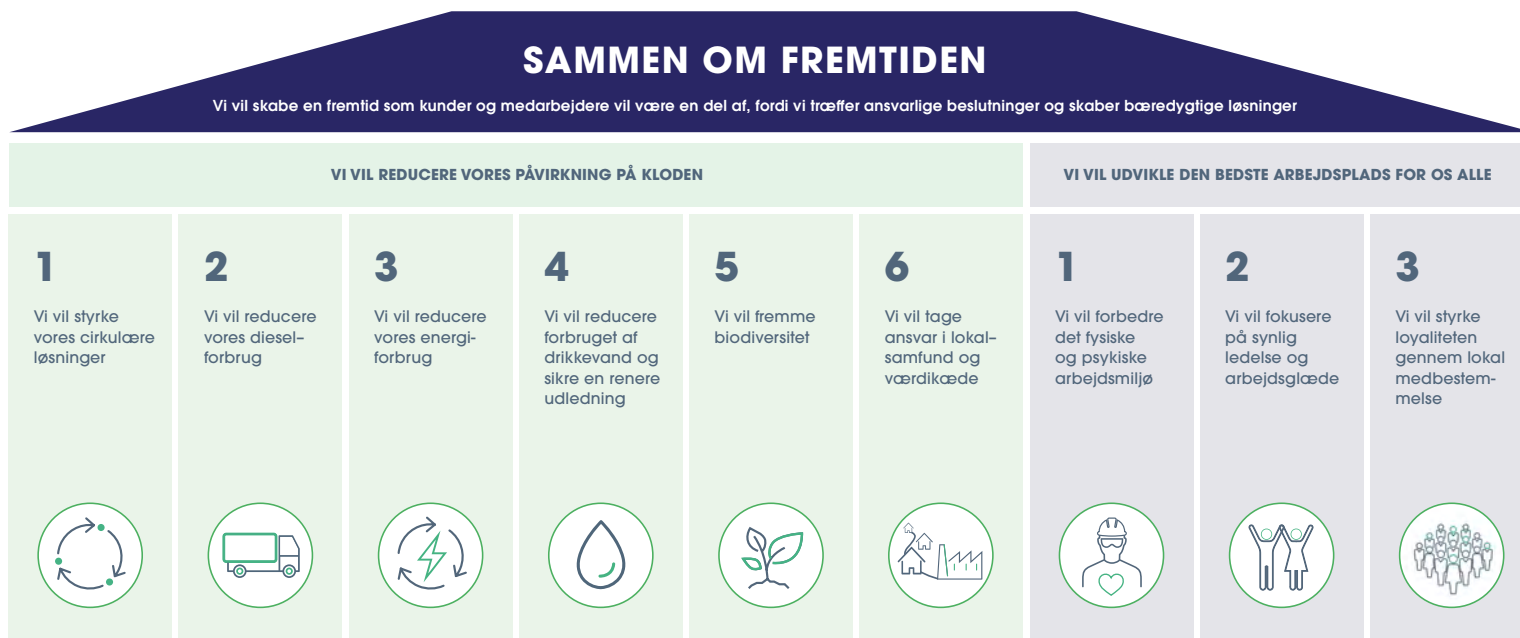 SAMMEN OM FREMTIDEN
Vi vil skabe en fremtid som kunder og medarbejdere vil være en del af, fordi vi træffer ansvarlige beslutninger og skaber bæredygtige løsninger
VI VIL REDUCERE VORES PÅVIRKNING PÅ KLODEN
1
Vi vil styrke
vores cirkulære
løsninger
2
Vi vil reducere
vores diesel-
forbrug
3
Vi vil reducere
vores energi-
forbrug
4
Vi vil reducere
forbruget af
drikkevand og
sikre en renere
udledning
5
Vi vil fremme
biodiversitet
6
Vi vil tage
ansvar i lokal-
samfund og
værdikæde
VI VIL UDVIKLE DEN BEDSTE ARBEJDSPLADS FOR OS ALLE
1
Vi vil forbedre
det fysiske
og psykiske
arbejdsmiljø
2
Vi vil fokusere
på synlig
ledelse og
arbejdsglæde
3
Vi vil styrke
loyaliteten
gennem lokal
medbestem-
melse